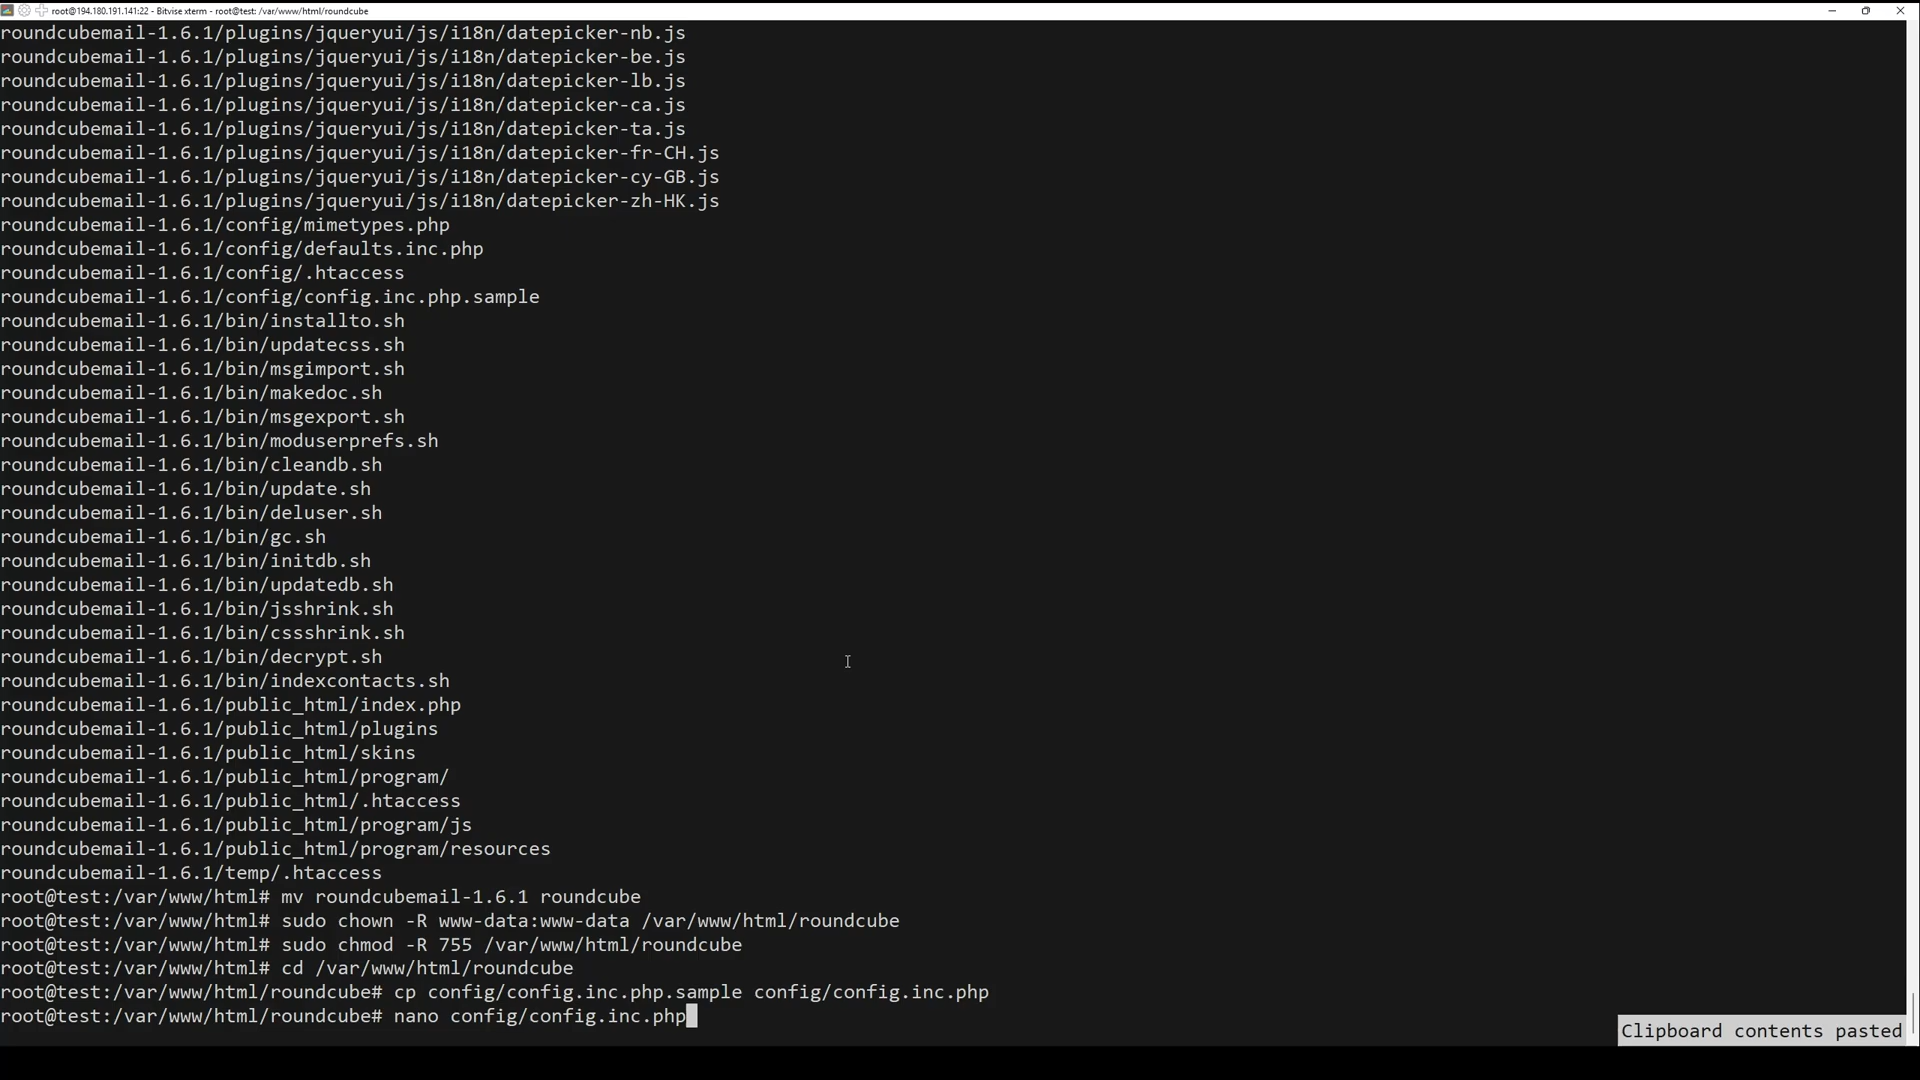 root@194.180.191.141:22 - Bitvise xterm - root@test: /var/www/html/roundcube
roundcubemail-1.6.1/plugins/jqueryui/js/i18n/datepicker-nb.js
roundcubemail-1.6.1/plugins/jqueryui/js/i18n/datepicker-be.js
roundcubemail-1.6.1/plugins/jqueryui/js/i18n/datepicker-lb.js
roundcubemail-1.6.1/plugins/jqueryui/js/i18n/datepicker-ca.js
roundcubemail-1.6.1/plugins/jqueryui/js/i18n/datepicker-ta.js
roundcubemail-1.6.1/plugins/jqueryui/js/i18n/datepicker-fr-CH.js
roundcubemail-1.6.1/plugins/jqueryui/js/i18n/datepicker-cy-GB.js
roundcubemail-1.6.1/plugins/jqueryui/js/i18n/datepicker-zh-HK.js
roundcubemail-1.6.1/config/mimetypes.php
roundcubemail-1.6.1/config/defaults.inc.php
roundcubemail-1.6.1/config/.htaccess
roundcubemail-1.6.1/config/config.inc.php.sample
roundcubemail-1.6.1/bin/installto.sh
roundcubemail-1.6.1/bin/updatecss.sh
roundcubemail-1.6.1/bin/msgimport.sh
roundcubemail-1.6.1/bin/makedoc.sh
roundcubemail-1.6.1/bin/msgexport.sh
roundcubemail-1.6.1/bin/moduserprefs.sh
roundcubemail-1.6.1/bin/cleandb.sh
roundcubemail-1.6.1/bin/update.sh
roundcubemail-1.6.1/bin/deluser.sh
roundcubemail-1.6.1/bin/gc.sh
roundcubemail-1.6.1/bin/initdb.sh
roundcubemail-1.6.1/bin/updatedb.sh
roundcubemail-1.6.1/bin/jsshrink.sh
roundcubemail-1.6.1/bin/cssshrink.sh
roundcubemail-1.6.1/bin/decrypt.sh
roundcubemail-1.6.1/bin/indexcontacts.sh
roundcubemail-1.6.1/public_html/index.php
roundcubemail-1.6.1/public_html/plugins
roundcubemail-1.6.1/public_html/skins
roundcubemail-1.6.1/public_html/program/
roundcubemail-1.6.1/public_html/.htaccess
roundcubemail-1.6.1/public_html/program/js
roundcubemail-1.6.1/public_html/program/resources
roundcubemail-1.6.1/temp/.htaccess
root@test:/var/www/html# mv roundcubemail-1.6.1 roundcube
root@test:/var/www/html# sudo chown -R www-data:www-data /var/www/html/roundcube
root@test:/var/www/html# sudo chmod -R 755 /var/www/html/roundcube
root@test:/var/www/html# cd /var/www/html/roundcube
root@test:/var/www/html/roundcube# cp config/config.inc.php.sample config/config.inc.php
root@test:/var/www/html/roundcube# nano config/config.inc.php
Clipboard contents pasted